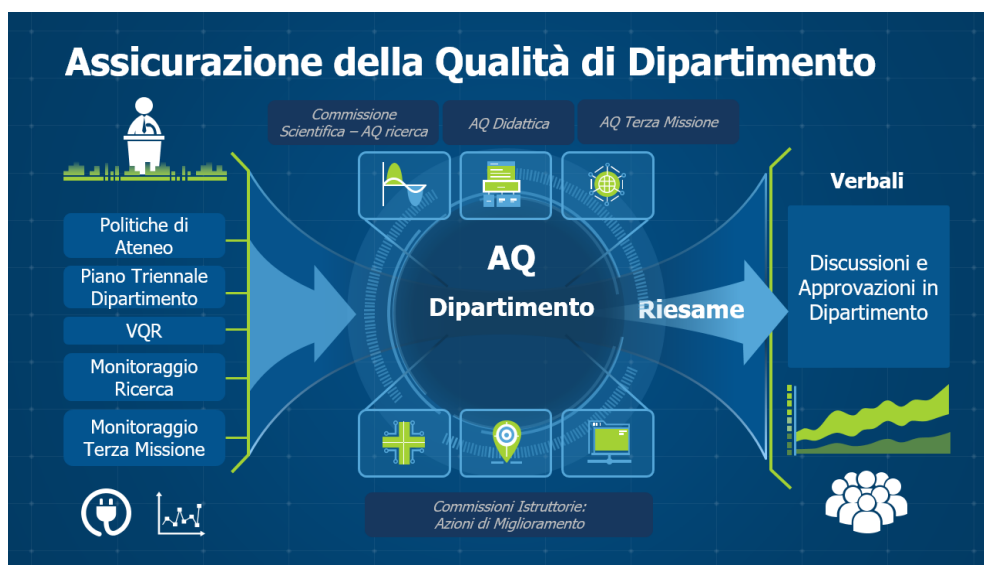 Assicurazione della Qualità di Dipartimento
Commissione
Scientifica – AQ ricerca
AQ Didattica
AQ Terza Missione
Politiche di
Ateneo
Piano Triennale
Dipartimento
VQR
Monitoraggio
Ricerca
Monitoraggio
Terza Missione
AQ
Dipartimento
Riesame
Commissioni Istruttorie:
Azioni di Miglioramento
Verbali
Discussioni e
Approvazioni in
Dipartimento